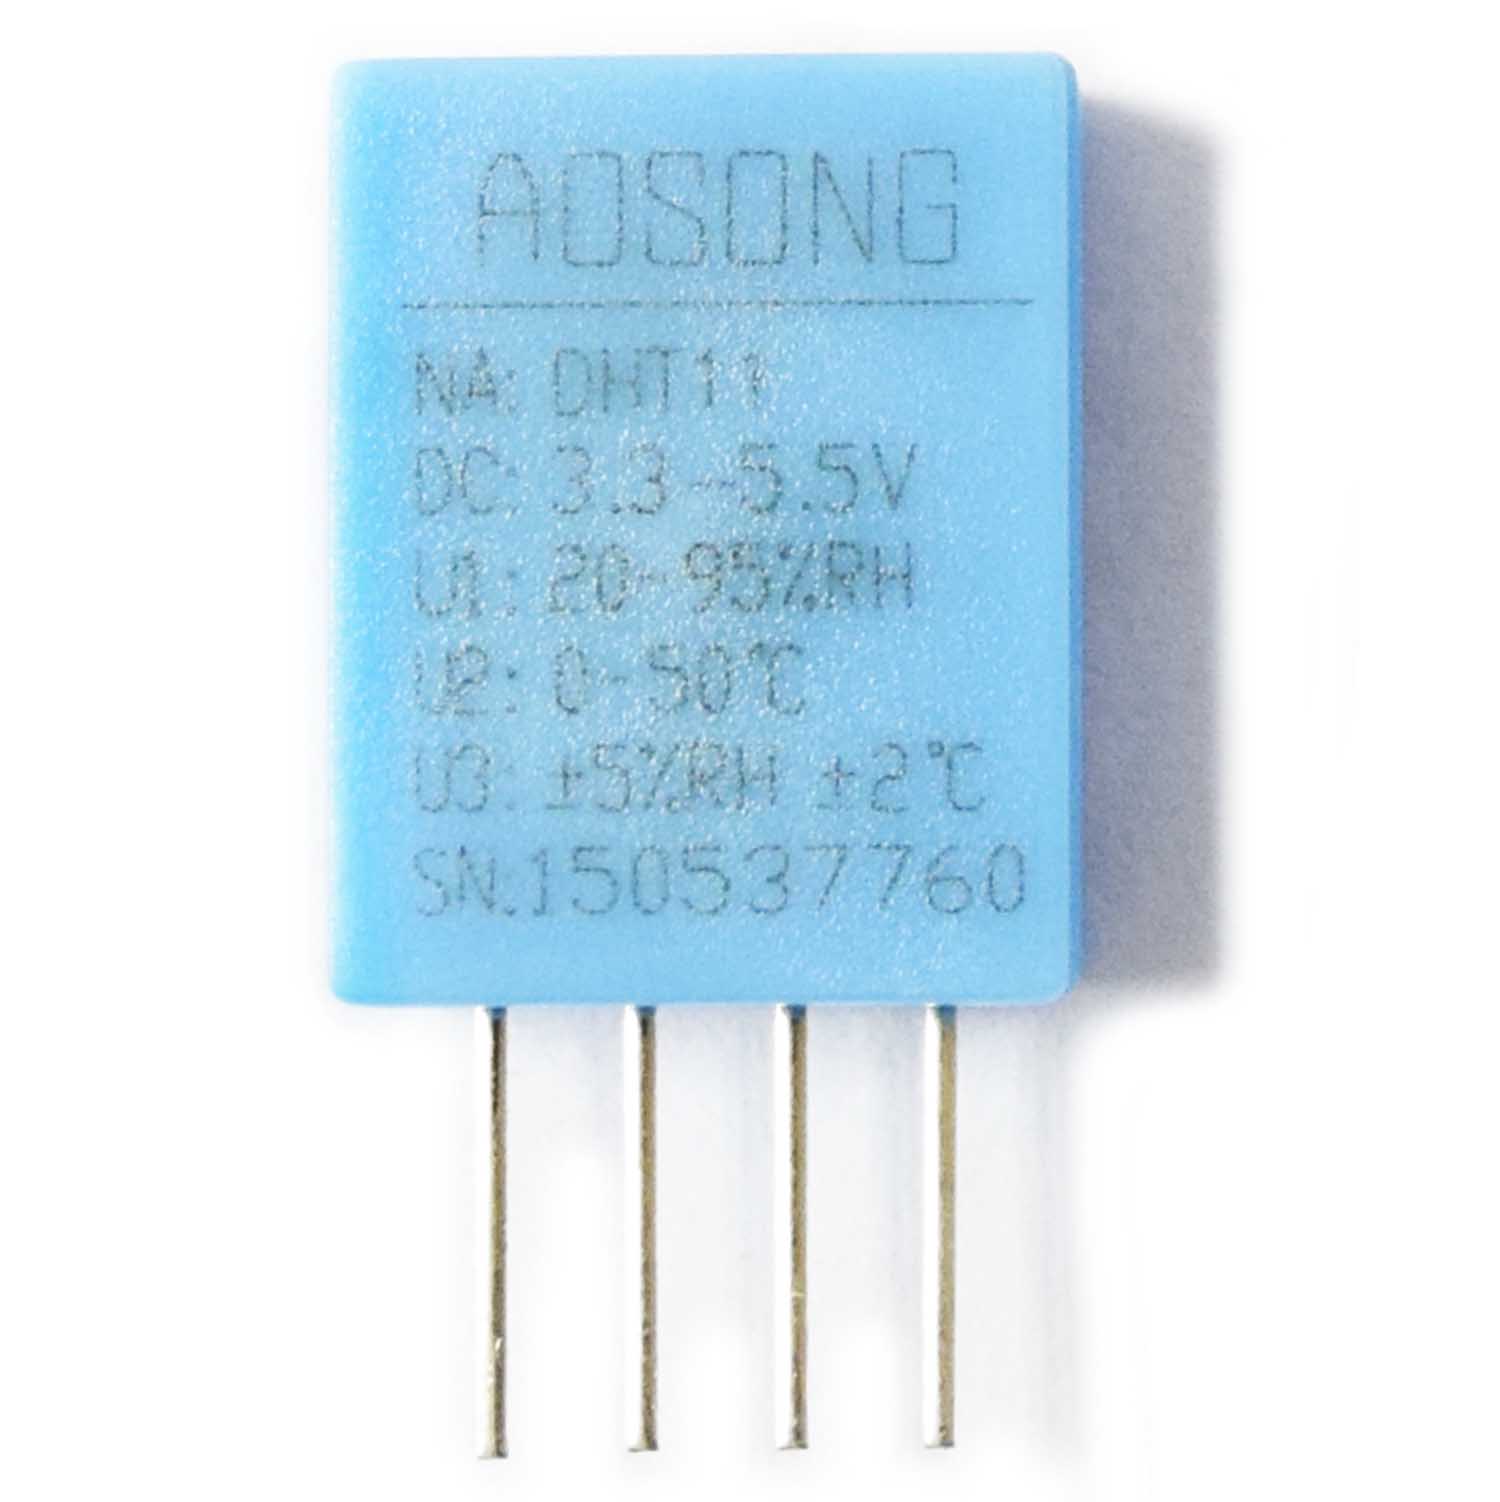 AOSONG
NA: DHT11
DC: 3.3-5.5V
U1: 20-95%RH
U2: 0-50℃
U3: ±5%RH ±2℃
SN:150537760